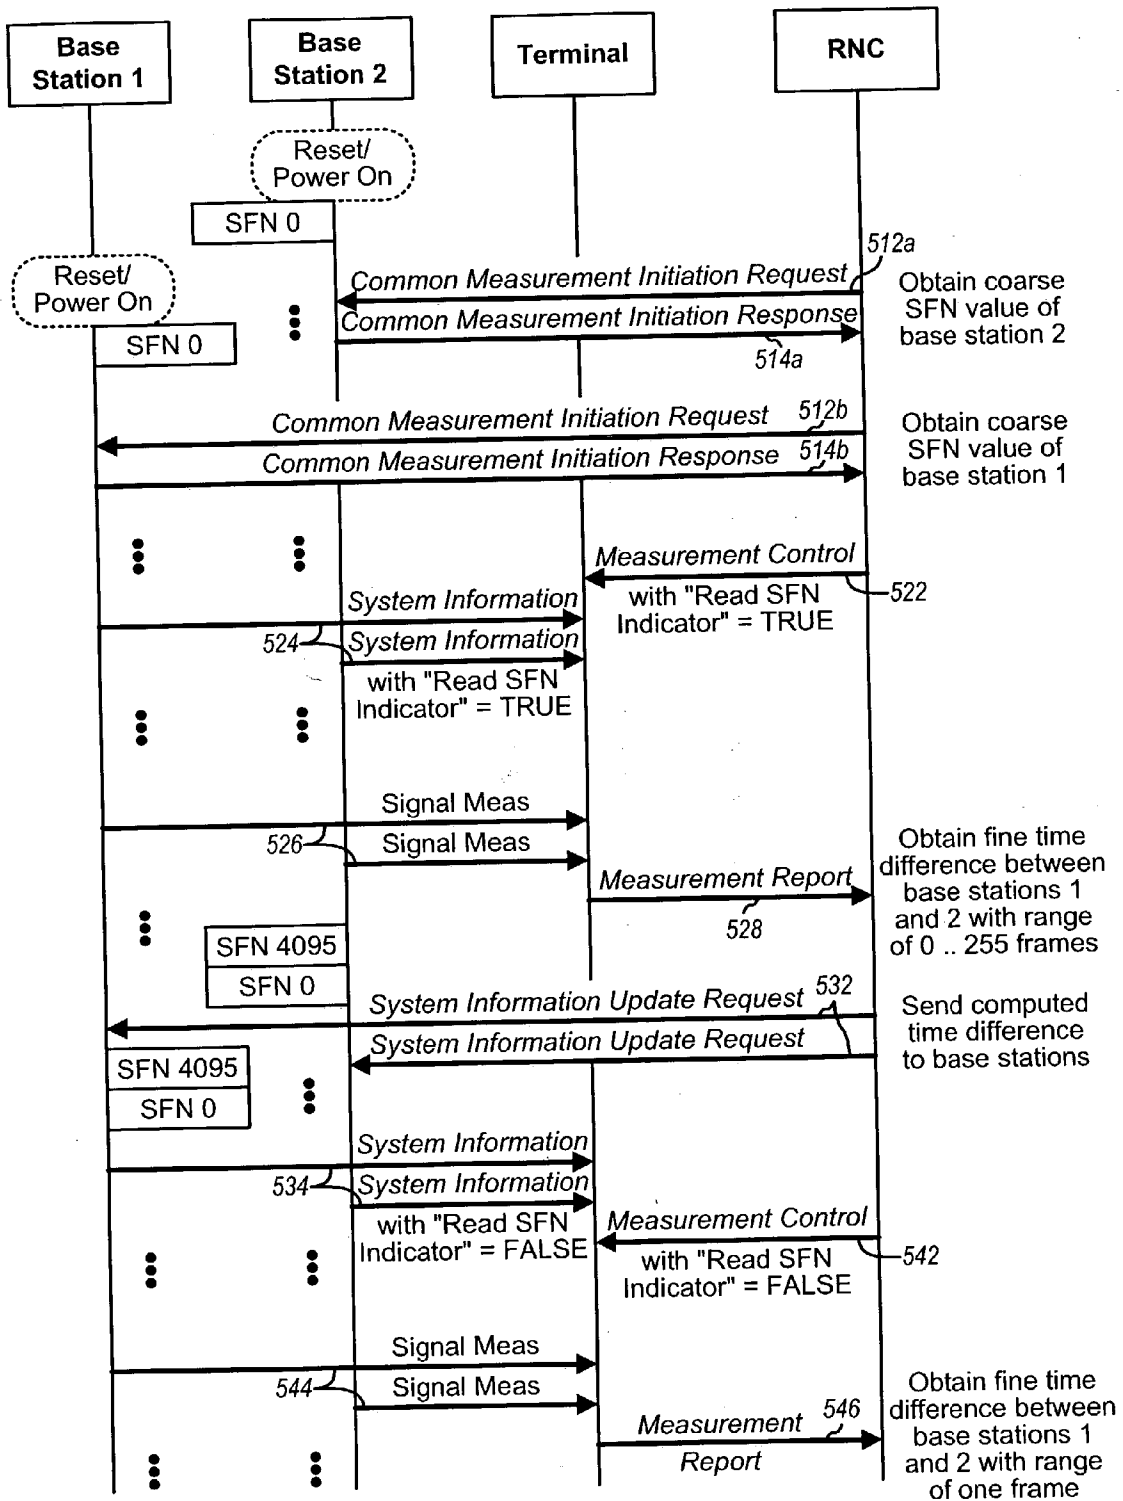 Base
Station 1
Base
Station 2
Terminal
RNC
Reset/
Power On
SFN 0
Reset/
Power On
SFN 0
Common Measurement Initiation Request
512a
Common Measurement Initiation Response
514a
Obtain coarse
SFN value of
base station 2
Common Measurement Initiation Request
512b
Common Measurement Initiation Response
514b
Obtain coarse
SFN value of
base station 1
Measurement Control
522
with "Read SFN
Indicator" = TRUE
System Information
524
System Information
with "Read SFN
Indicator" = TRUE
Signal Meas
526
Signal Meas
Measurement Report
528
Obtain fine time
difference between
base stations 1
and 2 with range
of 0 .. 255 frames
SFN 4095
SFN 0
System Information Update Request
532
System Information Update Request
Send computed
time difference
to base stations
SFN 4095
SFN 0
System Information
534
System Information
with "Read SFN
Indicator" = FALSE
Measurement Control
542
with "Read SFN
Indicator" = FALSE
Signal Meas
544
Signal Meas
Measurement
546
Report
Obtain fine time
difference between
base stations 1
and 2 with range
of one frame